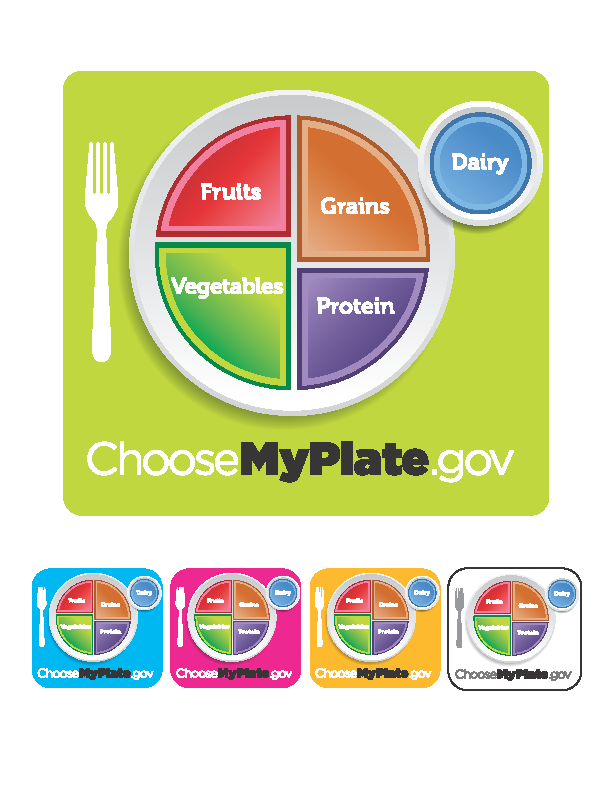 Fruits
Grains
Dairy
Vegetables
Protein
ChooseMyPlate.gov
Fruits
Grains
Dairy
Vegetables
Protein
ChooseMyPlate.gov
Fruits
Grains
Dairy
Vegetables
Protein
ChooseMyPlate.gov
Fruits
Grains
Dairy
Vegetables
Protein
ChooseMyPlate.gov
Fruits
Grains
Dairy
Vegetables
Protein
ChooseMyPlate.gov